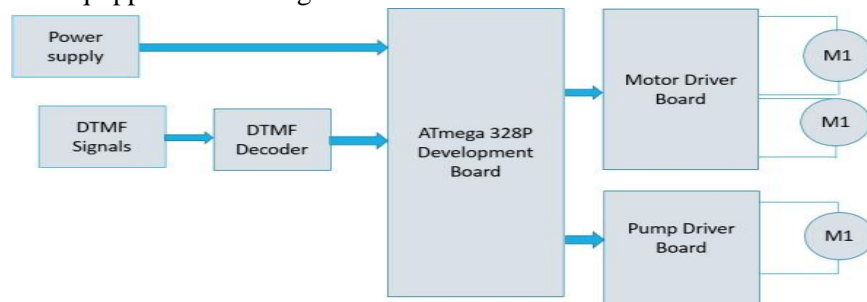 Power
supply
DTMF
Signals
DTMF
Decoder
ATmega 328P
Development
Board
Motor Driver
Board
M1
M1
Pump Driver
Board
M1